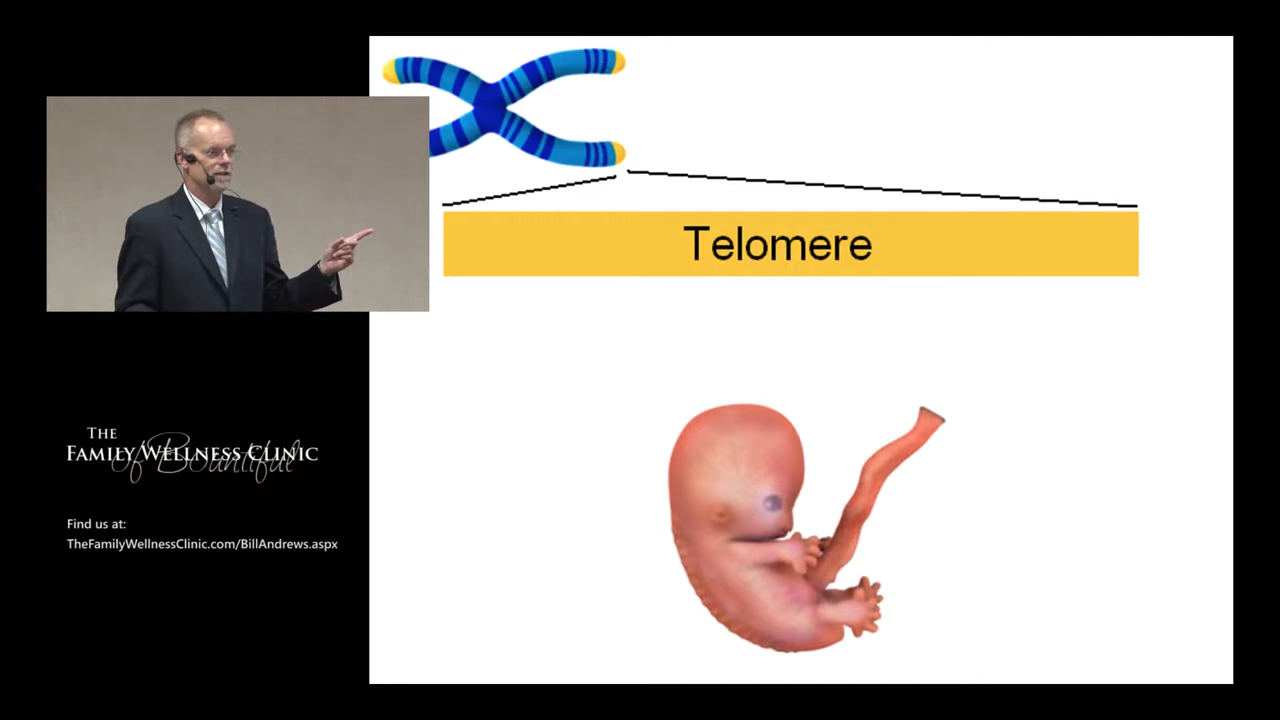 Telomere
THE
FAMILY WELLNESS CLINIC
of Bountiful
Find us at:
TheFamilyWellnessClinic.com/BillAndrews.aspx